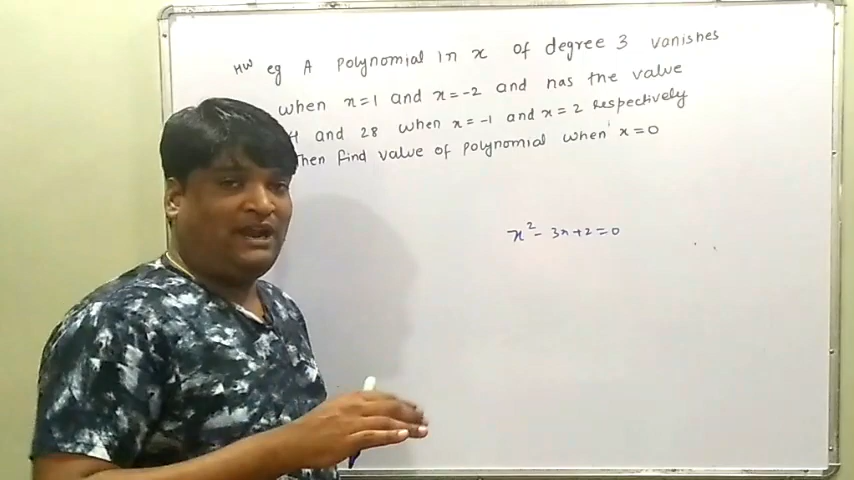 HW eg A polynomial in x of degree 3 vanishes
when x=1 and x=-2 and has the value
4 and 28 when x=-1 and x=2 respectively
Then find value of polynomial when x=0
x²- 3x+2=0